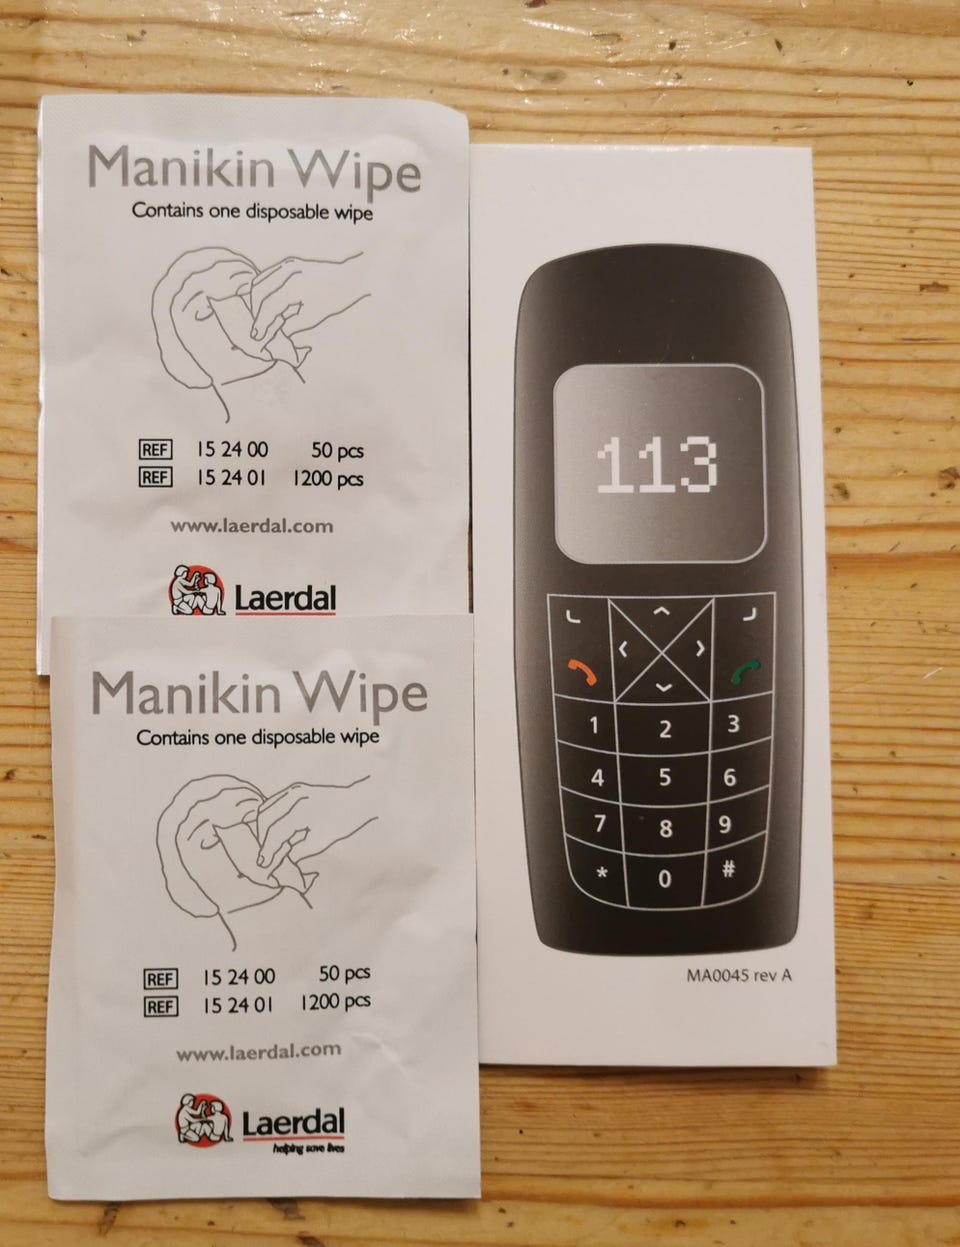 Manikin Wipe
Contains one disposable wipe
REF 15 24 00 50 pcs
REF 15 24 01 1200 pcs
www.laerdal.com
Laerdal
Manikin Wipe
Contains one disposable wipe
REF 15 24 00 50 pcs
REF 15 24 01 1200 pcs
www.laerdal.com
Laerdal
helping save lives
113
1 2 3
4 5 6
7 8 9
* 0 #
MA0045 rev A